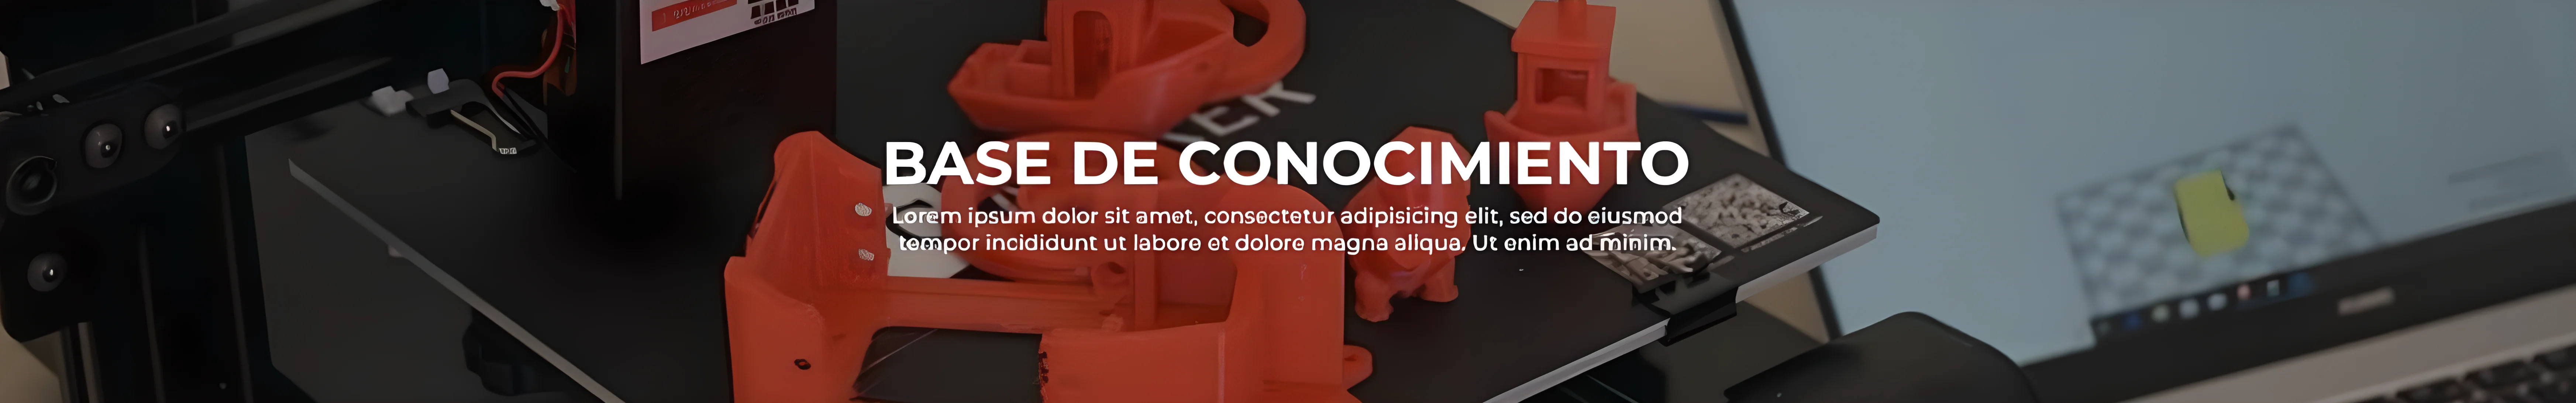 BASE DE CONOCIMIENTO
Lorem ipsum dolor sit amet, consectetur adipisicing elit, sed do eiusmod
tempor incididunt ut labore et dolore magna aliqua. Ut enim ad minim.